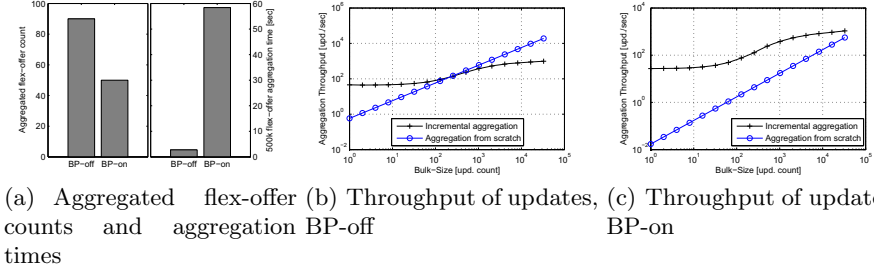 100
80
60
40
20
0
Aggregated flex−offer count
BP−off BP−on
BP−off BP−on
60
50
40
30
20
10
0
500k flex−offer aggregation time [sec]
10^6
10^4
10^2
10^0
10^−2
Aggregation Throughput [upd./sec]
Incremental aggregation
Aggregation from scratch
10^0 10^1 10^2 10^3 10^4 10^5
Bulk−Size [upd. count]
10^4
10^2
10^0
10^−2
Aggregation Throughput [upd./sec]
Incremental aggregation
Aggregation from scratch
10^0 10^1 10^2 10^3 10^4 10^5
Bulk−Size [upd. count]
(a) Aggregated flex-offer
counts and aggregation
times
(b) Throughput of updates,
BP-off
(c) Throughput of update
BP-on